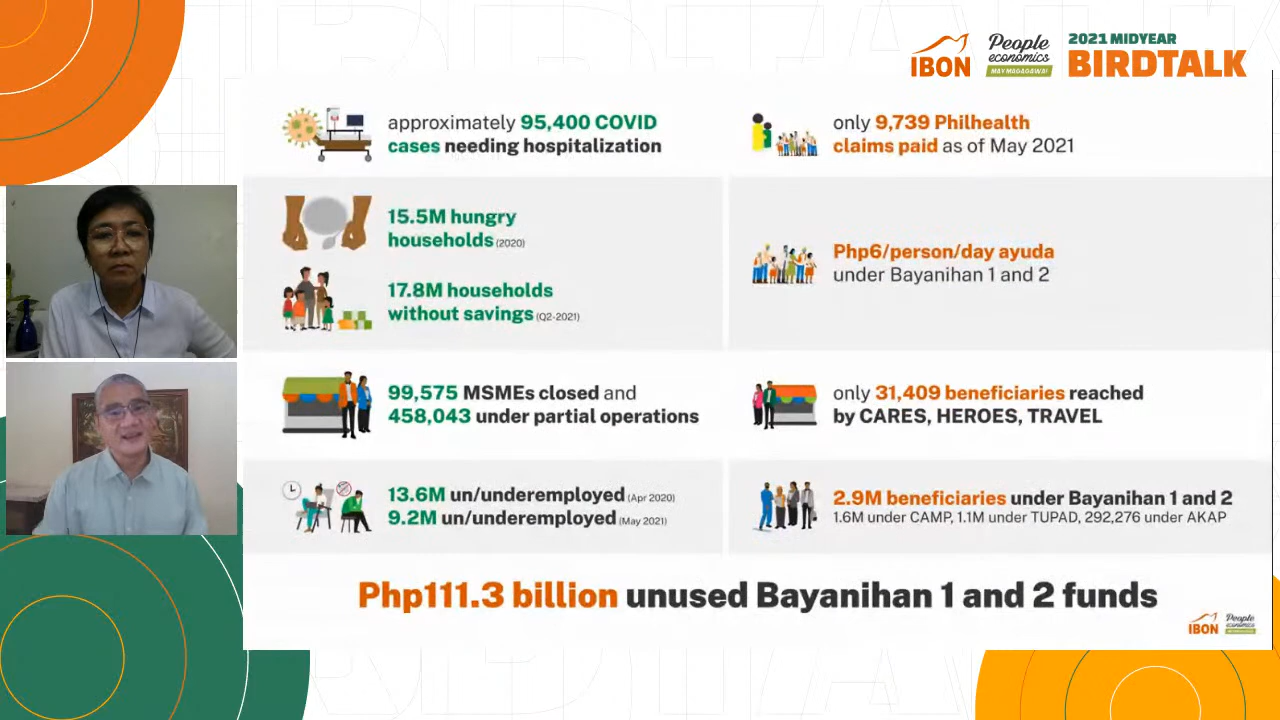 IBON
People
economics
MAY MAGAGAWA!
2021 MIDYEAR
BIRDTALK
approximately 95,400 COVID
cases needing hospitalization
only 9,739 Philhealth
claims paid as of May 2021
15.5M hungry
households (2020)
17.8M households
without savings (Q2-2021)
Php6/person/day ayuda
under Bayanihan 1 and 2
99,575 MSMEs closed and
458,043 under partial operations
only 31,409 beneficiaries reached
by CARES, HEROES, TRAVEL
13.6M un/underemployed (Apr 2020)
9.2M un/underemployed (May 2021)
2.9M beneficiaries under Bayanihan 1 and 2
1.6M under CAMP, 1.1M under TUPAD, 292,276 under AKAP
Php111.3 billion unused Bayanihan 1 and 2 funds
IBON
People
economics